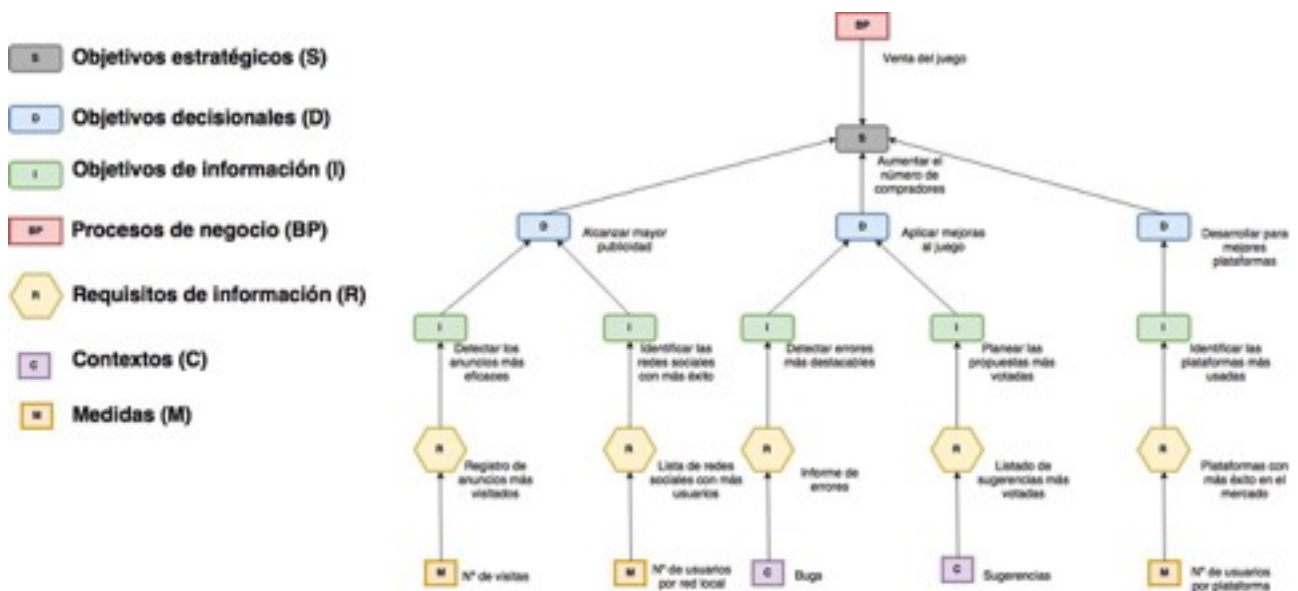 S
Objetivos estratégicos (S)
D
Objetivos decisionales (D)
I
Objetivos de información (I)
BP
Procesos de negocio (BP)
R
Requisitos de información (R)
C
Contextos (C)
M
Medidas (M)
BP
Venta del juego
S
Aumentar el
número de
compradores
D
Alcanzar mayor
publicidad
D
Aplicar mejoras
al juego
D
Desarrollar para
mejores
plataformas
I
Detectar los
anuncios más
eficaces
I
Identificar las
redes sociales
con más éxito
I
Detectar errores
más destacables
I
Planear las
propuestas más
votadas
I
Identificar las
plataformas más
usadas
R
Registro de
anuncios más
visitados
R
Lista de redes
sociales con más
usuarios
R
Informe de
errores
R
Listado de
sugerencias más
votadas
R
Plataformas con
más éxito en el
mercado
M
Nº de visitas
M
Nº de usuarios
por red local
C
Bugs
C
Sugerencias
M
Nº de usuarios
por plataforma